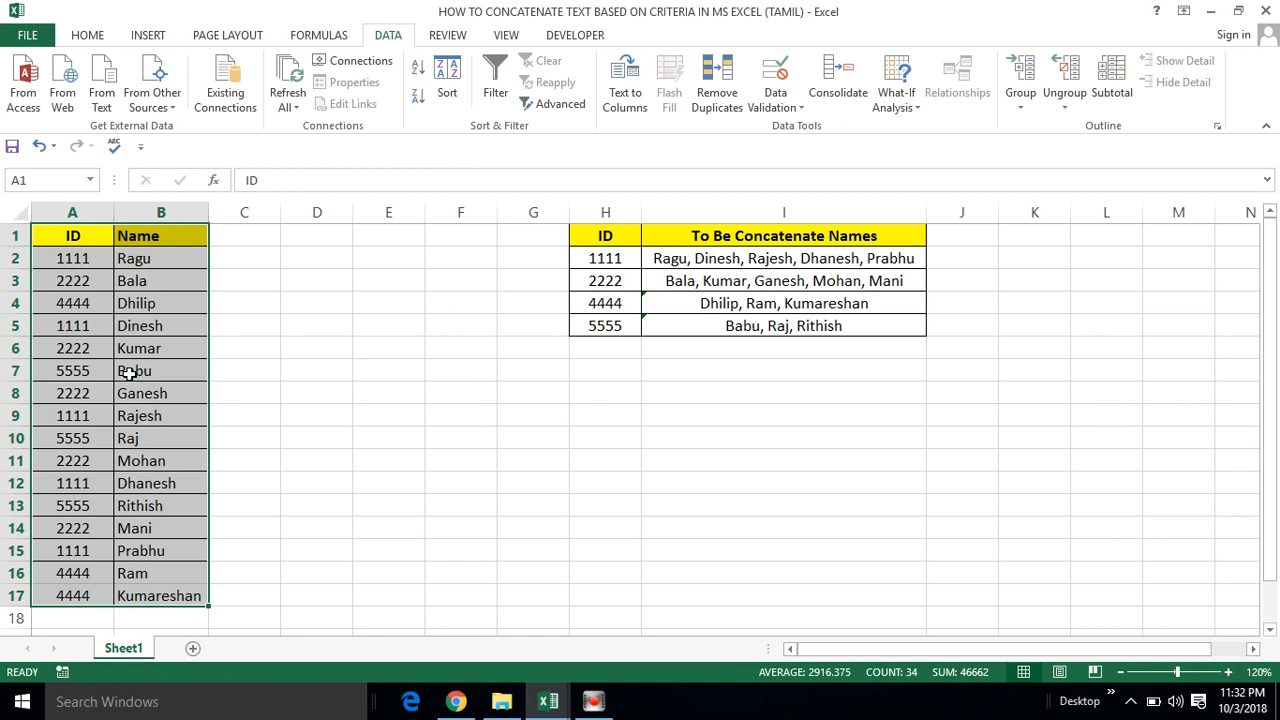 HOW TO CONCATENATE TEXT BASED ON CRITERIA IN MS EXCEL (TAMIL) - Excel
?
FILE HOME INSERT PAGE LAYOUT FORMULAS DATA REVIEW VIEW DEVELOPER Sign in
From Access From Web From Text From Other Sources Existing Connections
Get External Data
Refresh All Connections Properties Edit Links
Connections
Sort Filter Clear Reapply Advanced
Sort & Filter
Text to Columns Flash Fill Remove Duplicates Data Validation Consolidate What-If Analysis Relationships
Data Tools
Group Ungroup Subtotal Show Detail Hide Detail
Outline
ABC
A1 fx ID
A B C D E F G H I J K L M N
1 ID Name ID To Be Concatenate Names
2 1111 Ragu 1111 Ragu, Dinesh, Rajesh, Dhanesh, Prabhu
3 2222 Bala 2222 Bala, Kumar, Ganesh, Mohan, Mani
4 4444 Dhilip 4444 Dhilip, Ram, Kumareshan
5 1111 Dinesh 5555 Babu, Raj, Rithish
6 2222 Kumar
7 5555 Babu
8 2222 Ganesh
9 1111 Rajesh
10 5555 Raj
11 2222 Mohan
12 1111 Dhanesh
13 5555 Rithish
14 2222 Mani
15 1111 Prabhu
16 4444 Ram
17 4444 Kumareshan
18
Sheet1
READY AVERAGE: 2916.375 COUNT: 34 SUM: 46662 120%
Search Windows Desktop 11:32 PM
10/3/2018